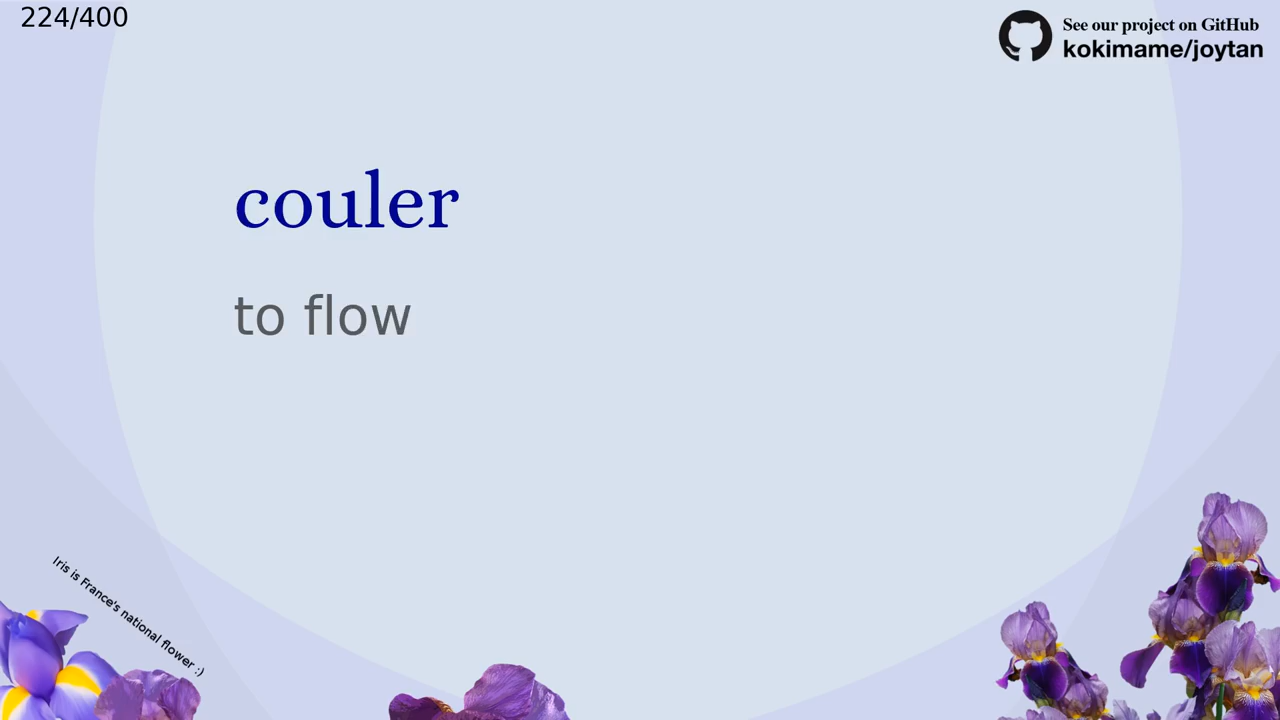 224/400
See our project on GitHub
kokimame/joytan
couler
to flow
Iris is France's national flower :)